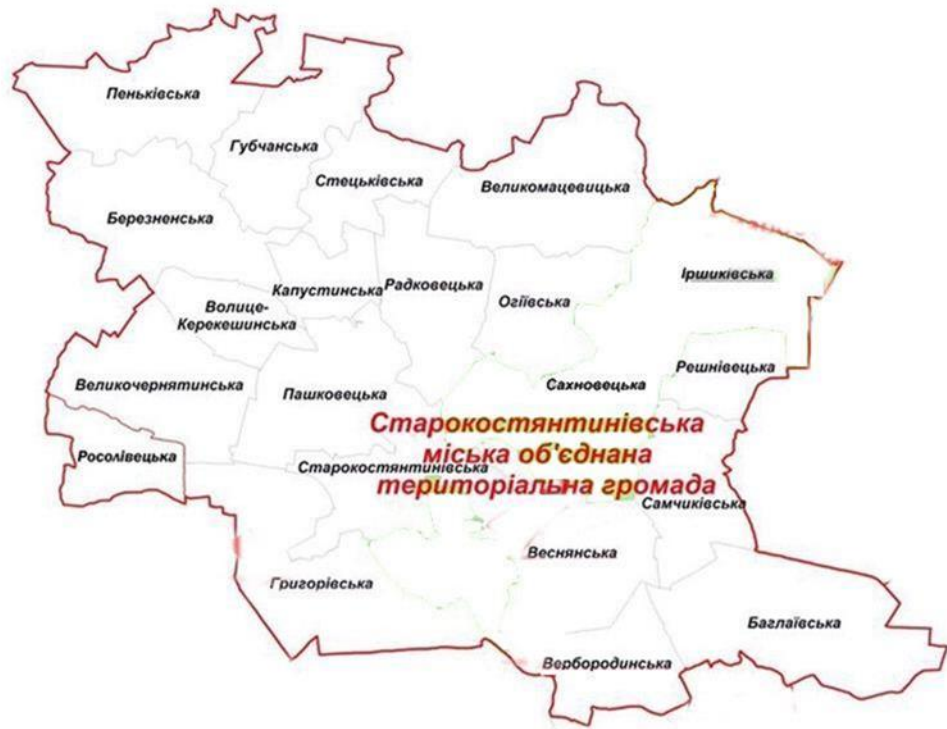 Пеньківська
Губчанська
Стецьківська
Великомацевицька
Березненська
Іршиківська
Капустинська
Радковецька
Огіївська
Волице-
Керекешинська
Решнівецька
Великочернятинська
Пашковецька
Сахновецька
Старокостянтинівська
міська об'єднана
територіальна громада
Росолівецька
Старокостянтинівська
Самчиківська
Веснянська
Григорівська
Баглаївська
Вербородинська